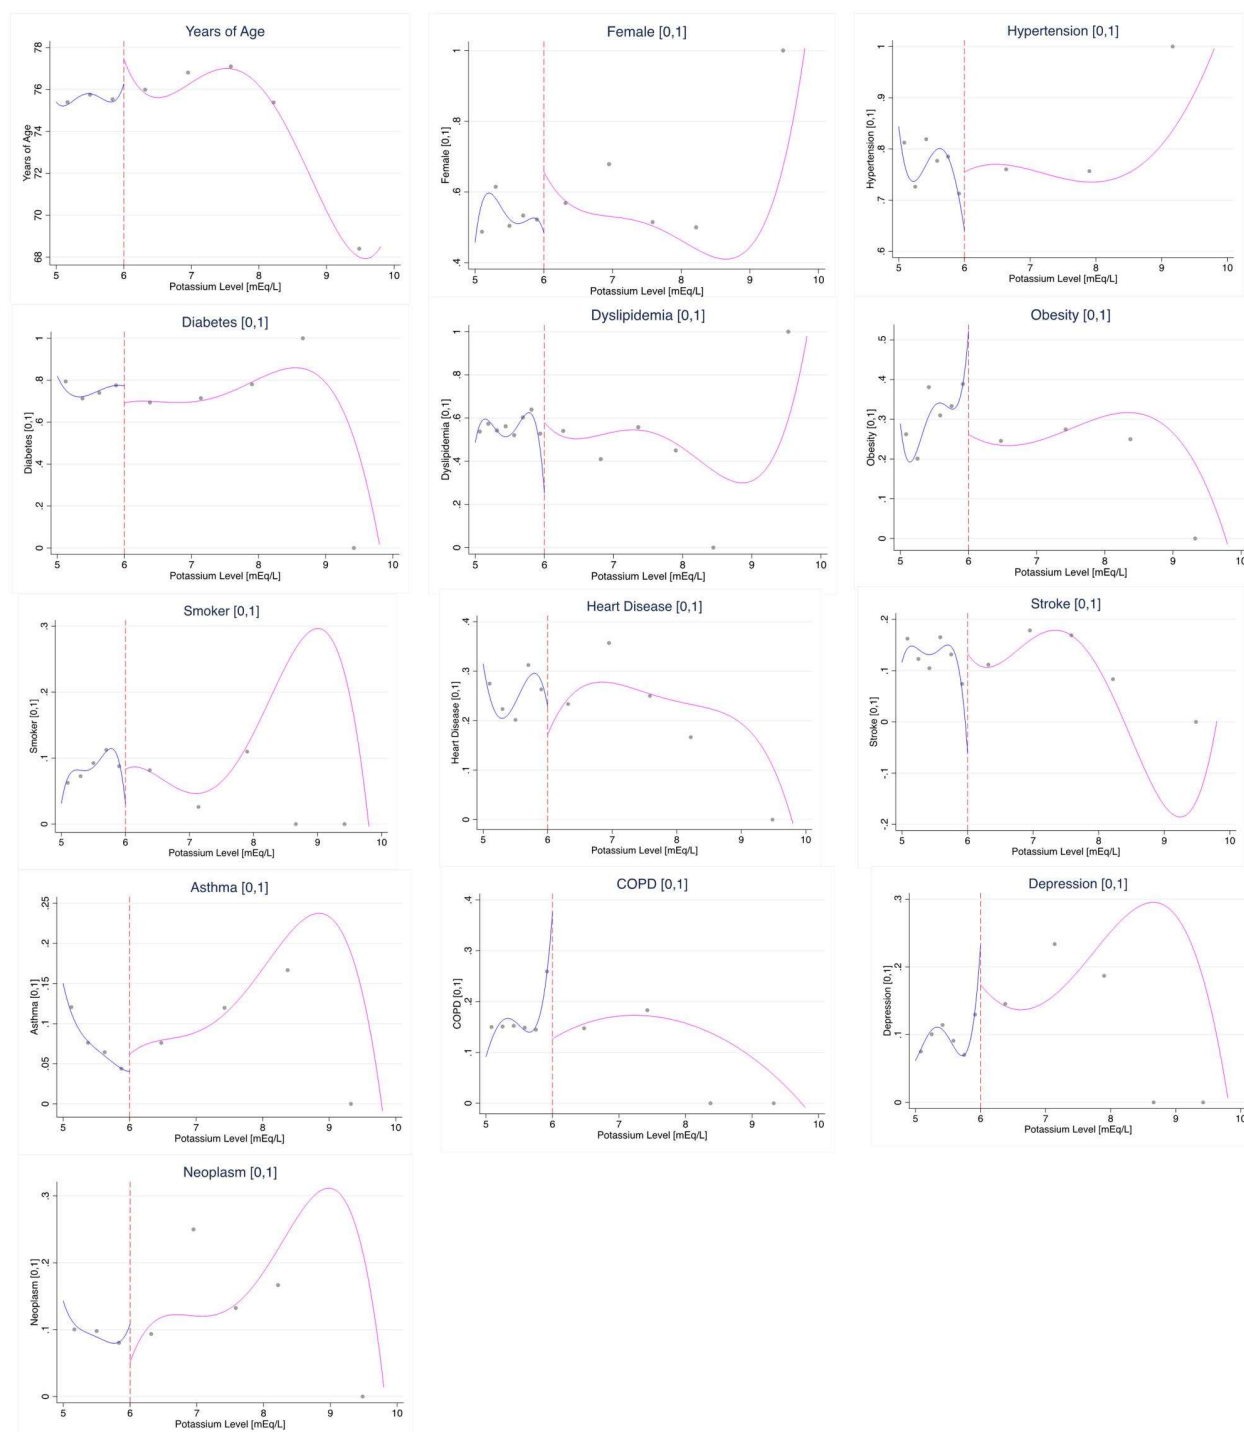 Years of Age
Years of Age
78
76
74
72
70
68
5 6 7 8 9 10
Potassium Level [mEq/L]
Female [0,1]
Female [0,1]
1
.8
.6
.4
5 6 7 8 9 10
Potassium Level [mEq/L]
Hypertension [0,1]
Hypertension [0,1]
1
.9
.8
.7
.6
5 6 7 8 9 10
Potassium Level [mEq/L]
Diabetes [0,1]
Diabetes [0,1]
1
.8
.6
.4
.2
0
5 6 7 8 9 10
Potassium Level [mEq/L]
Dyslipidemia [0,1]
Dyslipidemia [0,1]
1
.8
.6
.4
.2
0
5 6 7 8 9 10
Potassium Level [mEq/L]
Obesity [0,1]
Obesity [0,1]
.5
.4
.3
.2
.1
0
5 6 7 8 9 10
Potassium Level [mEq/L]
Smoker [0,1]
Smoker [0,1]
.3
.2
.1
0
5 6 7 8 9 10
Potassium Level [mEq/L]
Heart Disease [0,1]
Heart Disease [0,1]
.4
.3
.2
.1
0
5 6 7 8 9 10
Potassium Level [mEq/L]
Stroke [0,1]
Stroke [0,1]
.2
.1
0
-.1
-.2
5 6 7 8 9 10
Potassium Level [mEq/L]
Asthma [0,1]
Asthma [0,1]
.25
.2
.15
.1
.05
0
5 6 7 8 9 10
Potassium Level [mEq/L]
COPD [0,1]
COPD [0,1]
.4
.3
.2
.1
0
5 6 7 8 9 10
Potassium Level [mEq/L]
Depression [0,1]
Depression [0,1]
.3
.2
.1
0
5 6 7 8 9 10
Potassium Level [mEq/L]
Neoplasm [0,1]
Neoplasm [0,1]
.3
.2
.1
0
5 6 7 8 9 10
Potassium Level [mEq/L]